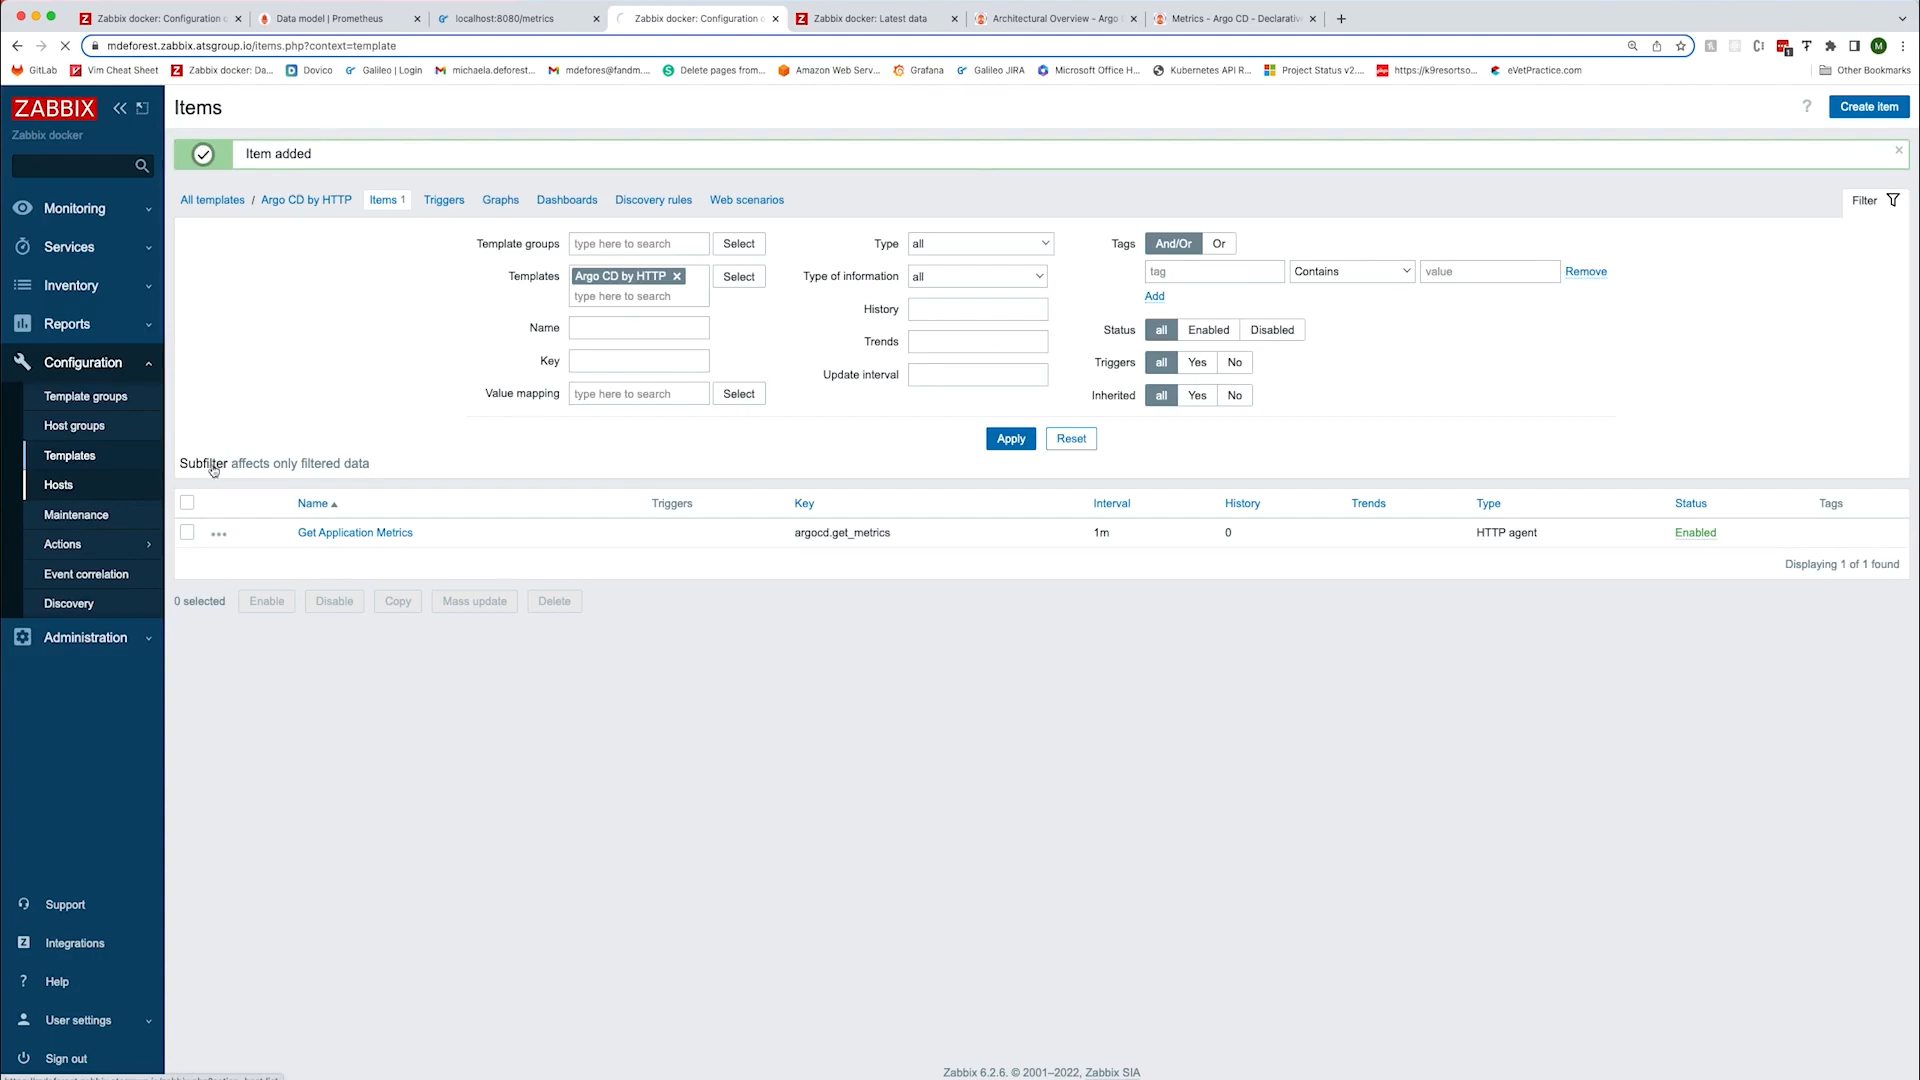 Zabbix docker: Configuration o
Data model | Prometheus
localhost:8080/metrics
Zabbix docker: Configuration o
Zabbix docker: Latest data
Architectural Overview - Argo C
Metrics - Argo CD - Declarativ
mdeforest.zabbix.atsgroup.io/items.php?context=template
GitLab
Vim Cheat Sheet
Zabbix docker: Da...
Dovico
Galileo | Login
michaela.deforest...
mdefores@fandm....
Delete pages from...
Amazon Web Serv...
Grafana
Galileo JIRA
Microsoft Office H...
Kubernetes API R...
Project Status v2....
https://k9resortso...
eVetPractice.com
Other Bookmarks
ZABBIX
Zabbix docker
Items
? Create item
Item added
All templates / Argo CD by HTTP Items 1 Triggers Graphs Dashboards Discovery rules Web scenarios
Filter
Monitoring
Services
Inventory
Reports
Configuration
Template groups
Host groups
Templates
Hosts
Maintenance
Actions
Event correlation
Discovery
Administration
Support
Integrations
Help
User settings
Sign out
Template groups type here to search Select
Templates Argo CD by HTTP Select
type here to search
Name
Key
Value mapping type here to search Select
Type all
Type of information all
History
Trends
Update interval
Tags And/Or Or
tag Contains value Remove
Add
Status all Enabled Disabled
Triggers all Yes No
Inherited all Yes No
Apply Reset
Subfilter affects only filtered data
Name Triggers Key Interval History Trends Type Status Tags
Get Application Metrics argocd.get_metrics 1m 0 HTTP agent Enabled
Displaying 1 of 1 found
0 selected Enable Disable Copy Mass update Delete
Zabbix 6.2.6. © 2001–2022, Zabbix SIA